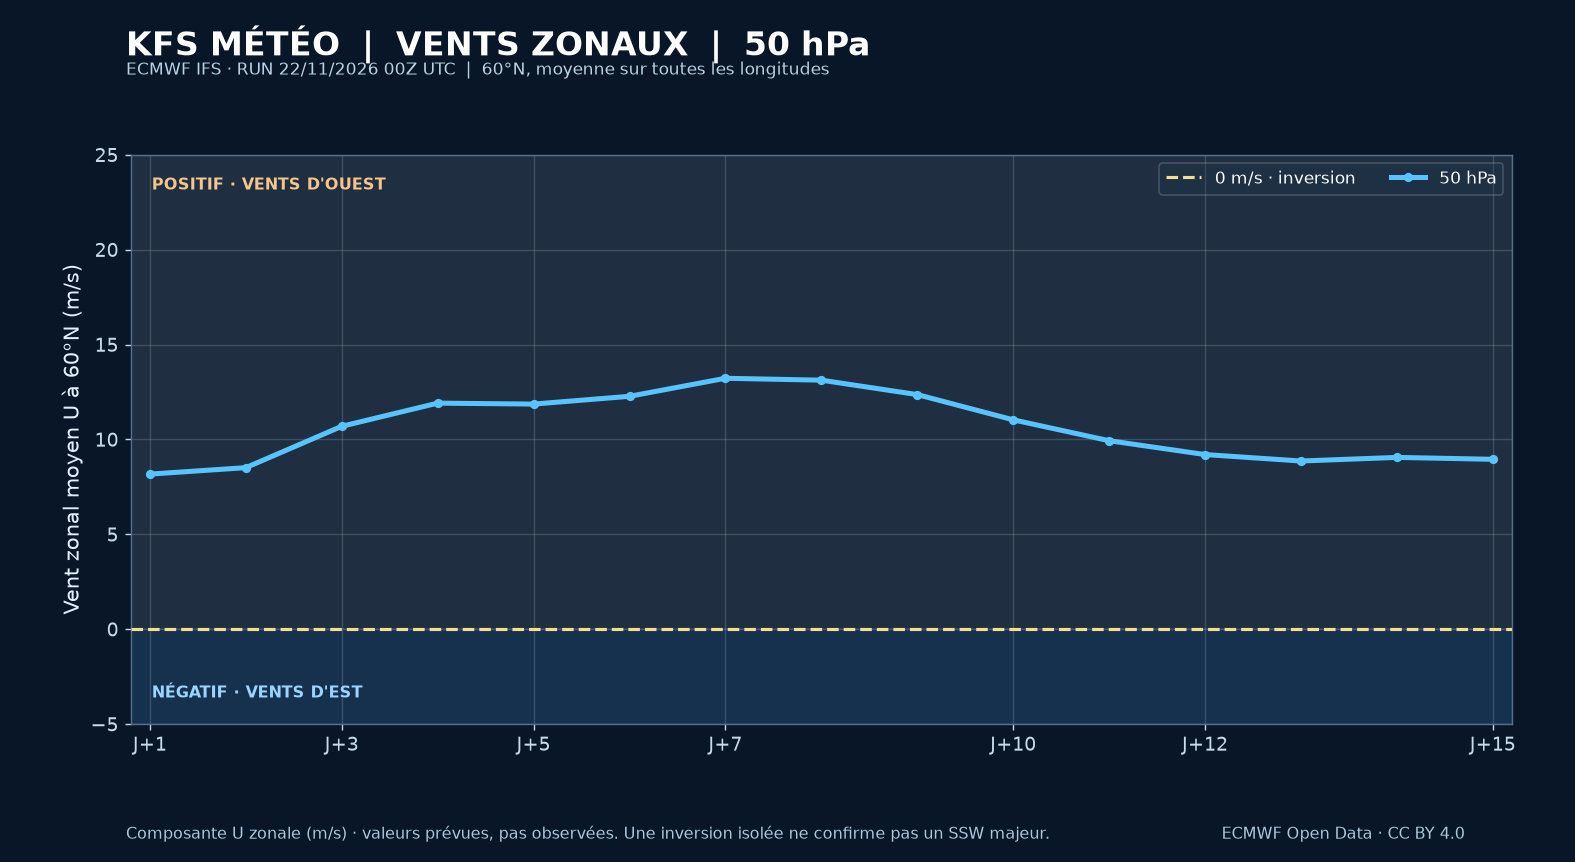 KFS MÉTÉO | VENTS ZONAUX | 50 hPa
ECMWF IFS · RUN 22/11/2026 00Z UTC | 60°N, moyenne sur toutes les longitudes
POSITIF · VENTS D'OUEST
0 m/s · inversion
50 hPa
Vent zonal moyen U à 60°N (m/s)
25
20
15
10
5
0
−5
NÉGATIF · VENTS D'EST
J+1 J+3 J+5 J+7 J+10 J+12 J+15
Composante U zonale (m/s) · valeurs prévues, pas observées. Une inversion isolée ne confirme pas un SSW majeur.
ECMWF Open Data · CC BY 4.0